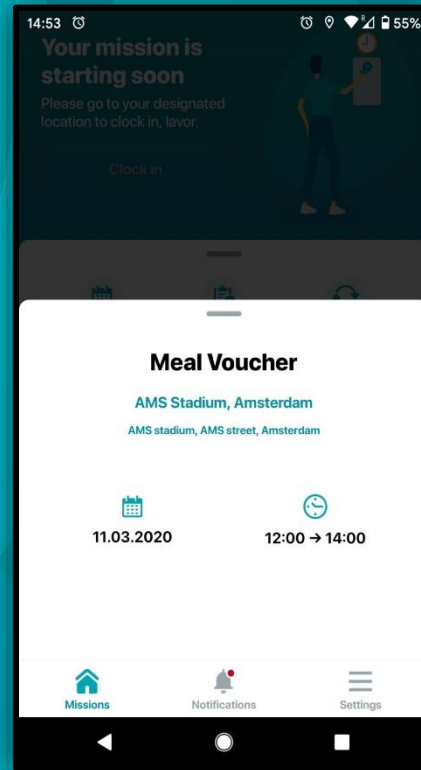 14:53
55%
Your mission is
starting soon
Please go to your designated
location to clock in, lavor.
Clock in
Meal Voucher
AMS Stadium, Amsterdam
AMS stadium, AMS street, Amsterdam
11.03.2020
12:00 → 14:00
Missions
Notifications
Settings